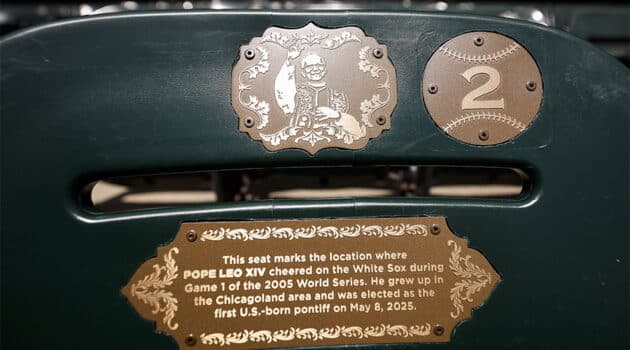 2
This seat marks the location where
POPE LEO XIV cheered on the White Sox during
Game 1 of the 2005 World Series. He grew up in
the Chicagoland area and was elected as the
first U.S.-born pontiff on May 8, 2025.